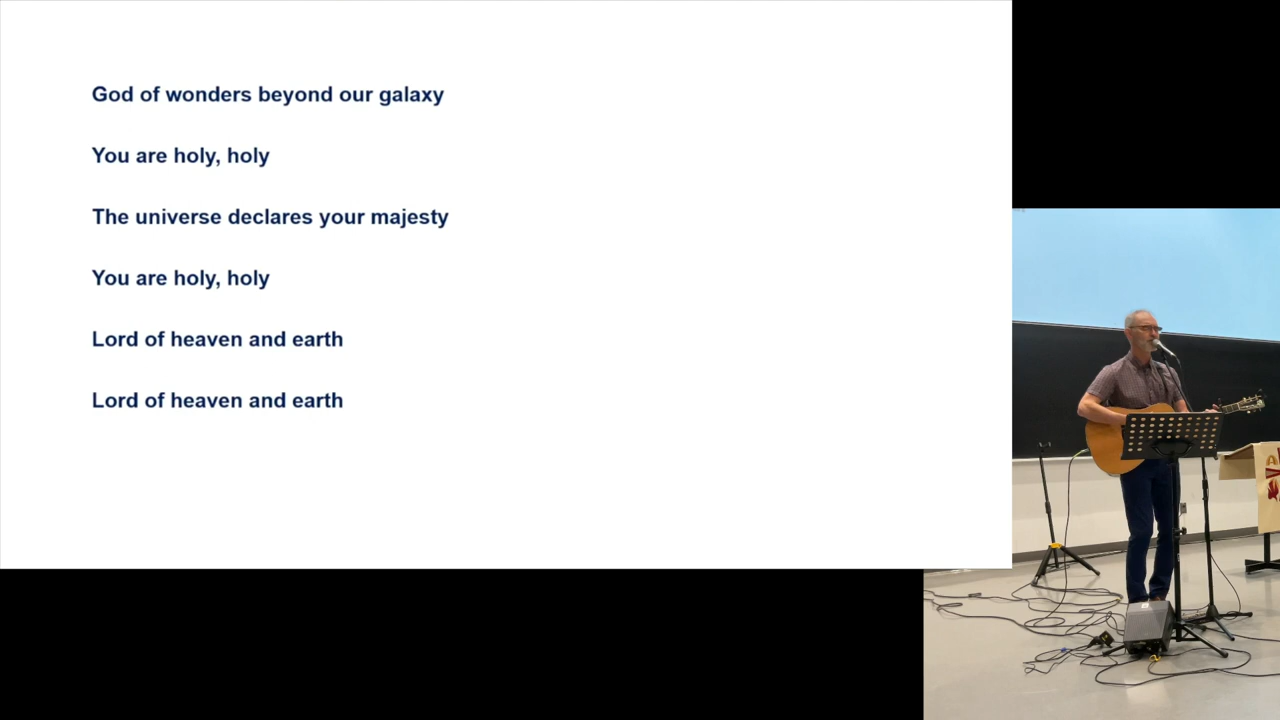 God of wonders beyond our galaxy
You are holy, holy
The universe declares your majesty
You are holy, holy
Lord of heaven and earth
Lord of heaven and earth